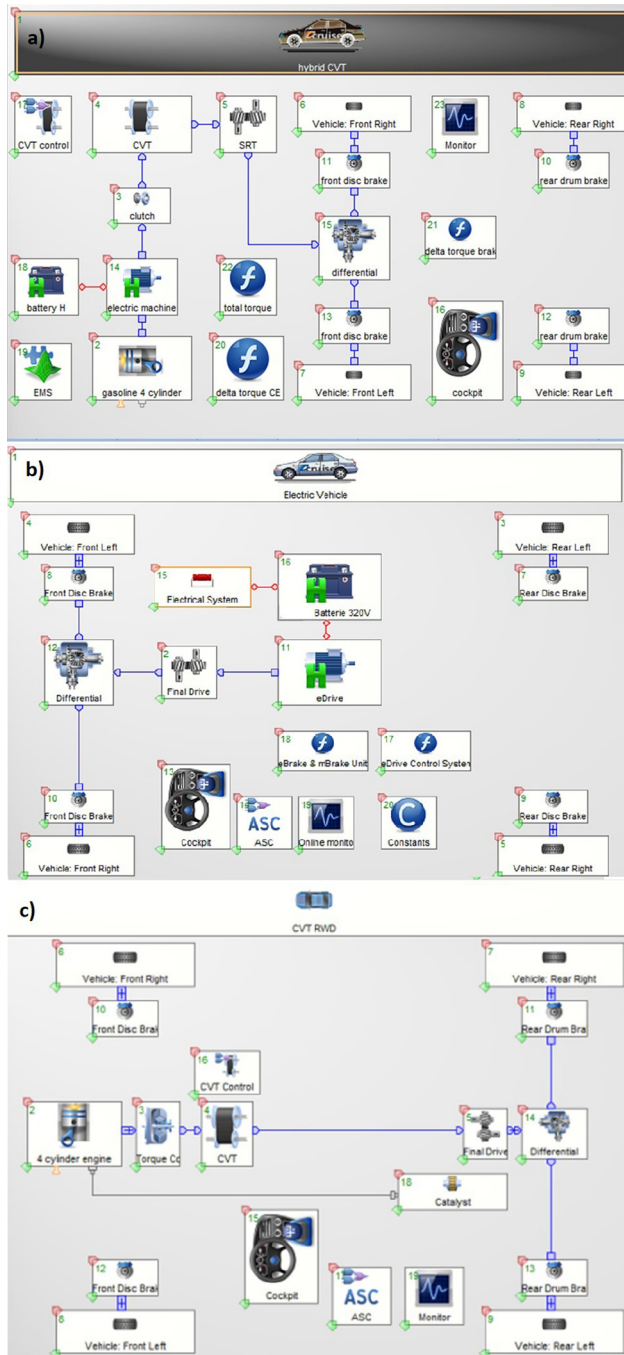 a)
1
Cruise
hybrid CVT
17
CVT control
4
CVT
5
SRT
6
Vehicle: Front Right
23
Monitor
8
Vehicle: Rear Right
11
front disc brake
10
rear drum brake
3
clutch
15
differential
21
delta torque brak
18
H
battery H
14
H
electric machine
22
f
total torque
13
front disc brake
16
cockpit
12
rear drum brake
19
EMS
2
gasoline 4 cylinder
20
f
delta torque CE
7
Vehicle: Front Left
9
Vehicle: Rear Left
b)
1
Cruise
Electric Vehicle
4
Vehicle: Front Left
3
Vehicle: Rear Left
8
Front Disc Brake
15
Electrical System
16
H
Batterie 320V
7
Rear Disc Brake
12
Differential
2
Final Drive
11
H
eDrive
18
f
eBrake & mBrake Unit
17
f
eDrive Control System
10
Front Disc Brake
13
Cockpit
ASC
ASC
19
Online monito
20
C
Constants
9
Rear Disc Brake
6
Vehicle: Front Right
5
Vehicle: Rear Right
c)
CVT RWD
6
Vehicle: Front Right
7
Vehicle: Rear Right
10
Front Disc Brak
11
Rear Drum Bra
16
CVT Control
2
4 cylinder engine
3
Torque Co
4
CVT
5
Final Drive
14
Differential
18
Catalyst
12
Front Disc Brak
15
Cockpit
ASC
ASC
19
Monitor
13
Rear Drum Bra
8
Vehicle: Front Left
9
Vehicle: Rear Left